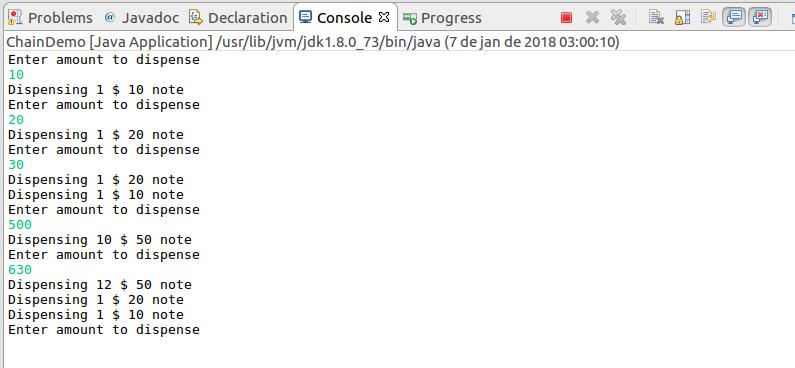 Problems @ Javadoc Declaration Console Progress
ChainDemo [Java Application] /usr/lib/jvm/jdk1.8.0_73/bin/java (7 de jan de 2018 03:00:10)
Enter amount to dispense
10
Dispensing 1 $ 10 note
Enter amount to dispense
20
Dispensing 1 $ 20 note
Enter amount to dispense
30
Dispensing 1 $ 20 note
Dispensing 1 $ 10 note
Enter amount to dispense
500
Dispensing 10 $ 50 note
Enter amount to dispense
630
Dispensing 12 $ 50 note
Dispensing 1 $ 20 note
Dispensing 1 $ 10 note
Enter amount to dispense